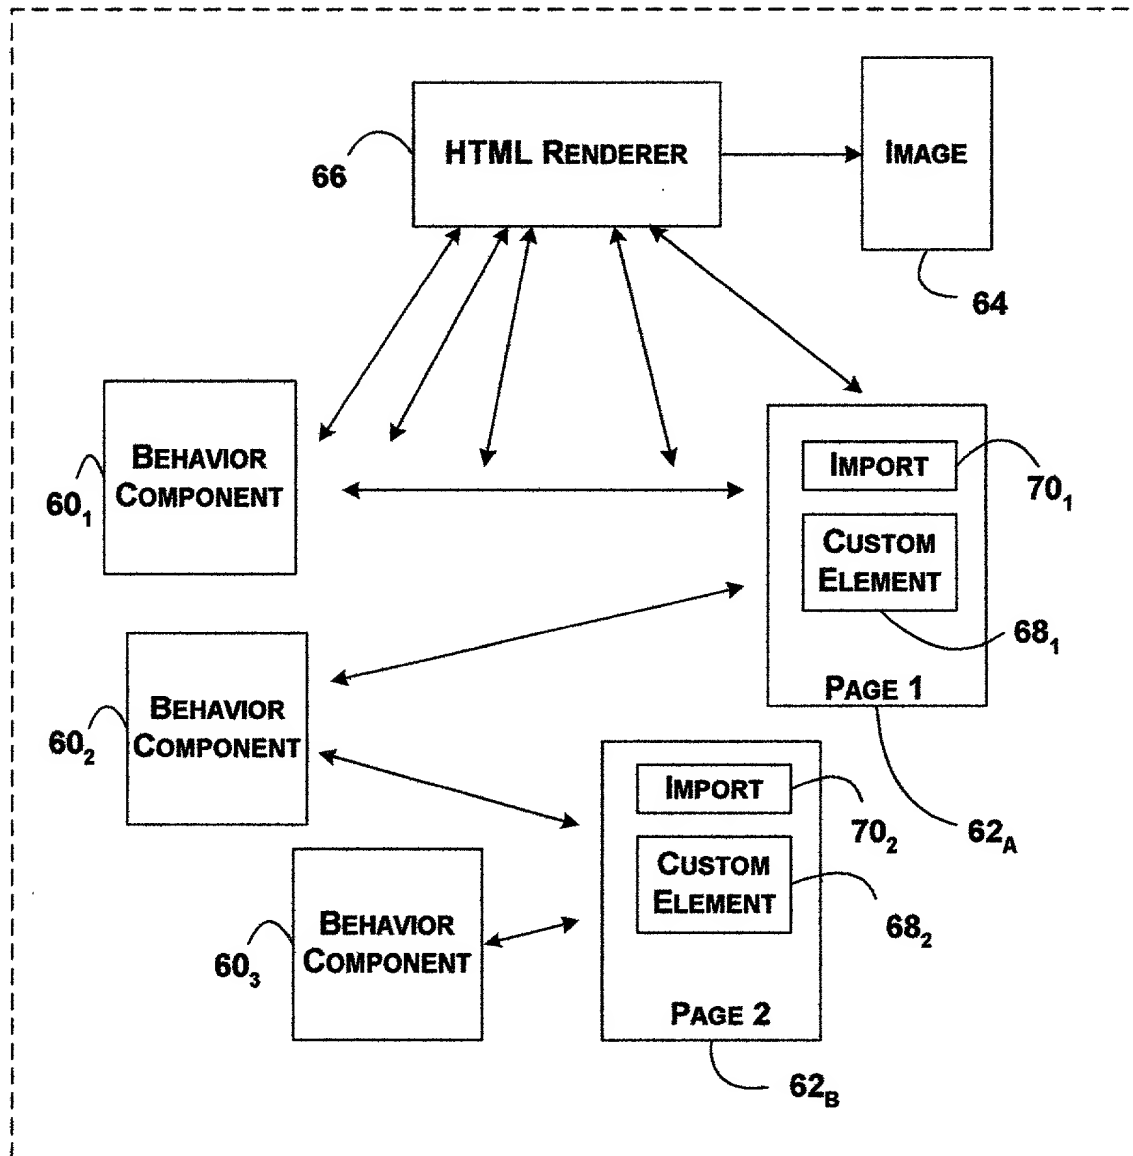 HTML RENDERER
IMAGE
66
64
BEHAVIOR
COMPONENT
60₁
IMPORT
70₁
CUSTOM
ELEMENT
68₁
PAGE 1
62A
BEHAVIOR
COMPONENT
60₂
IMPORT
70₂
CUSTOM
ELEMENT
68₂
PAGE 2
62B
BEHAVIOR
COMPONENT
60₃